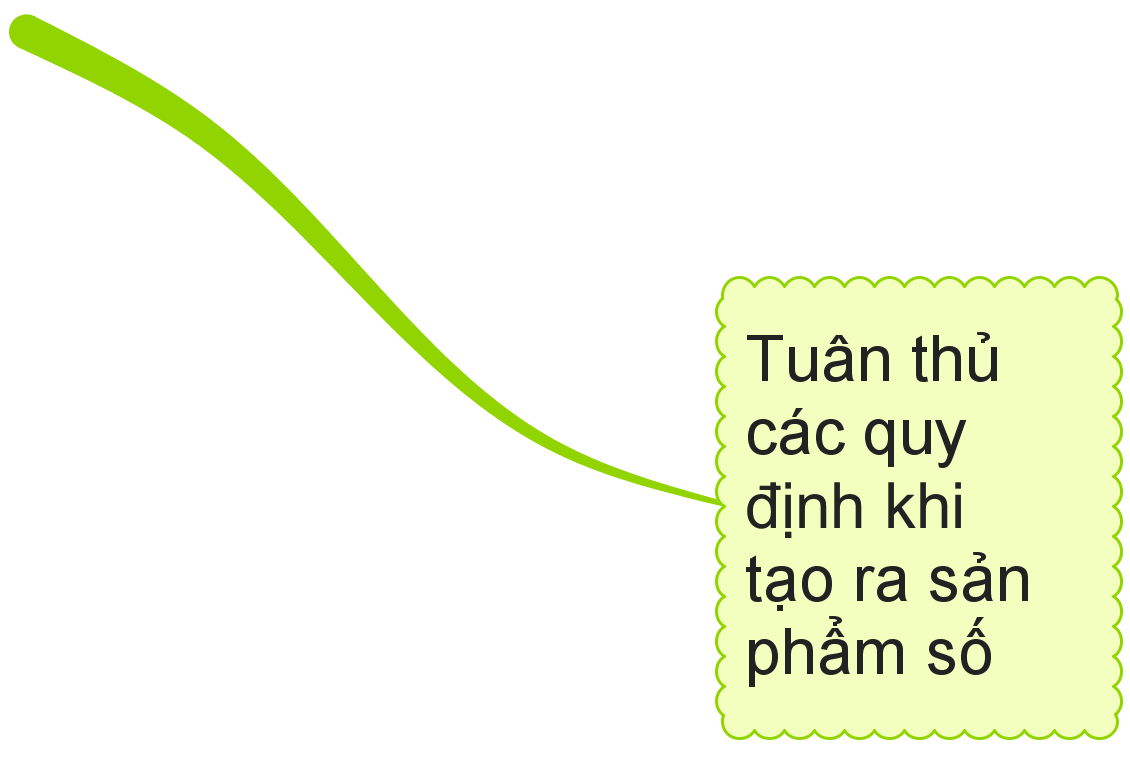 Tuân thủ
các quy
định khi
tạo ra sản
phẩm số